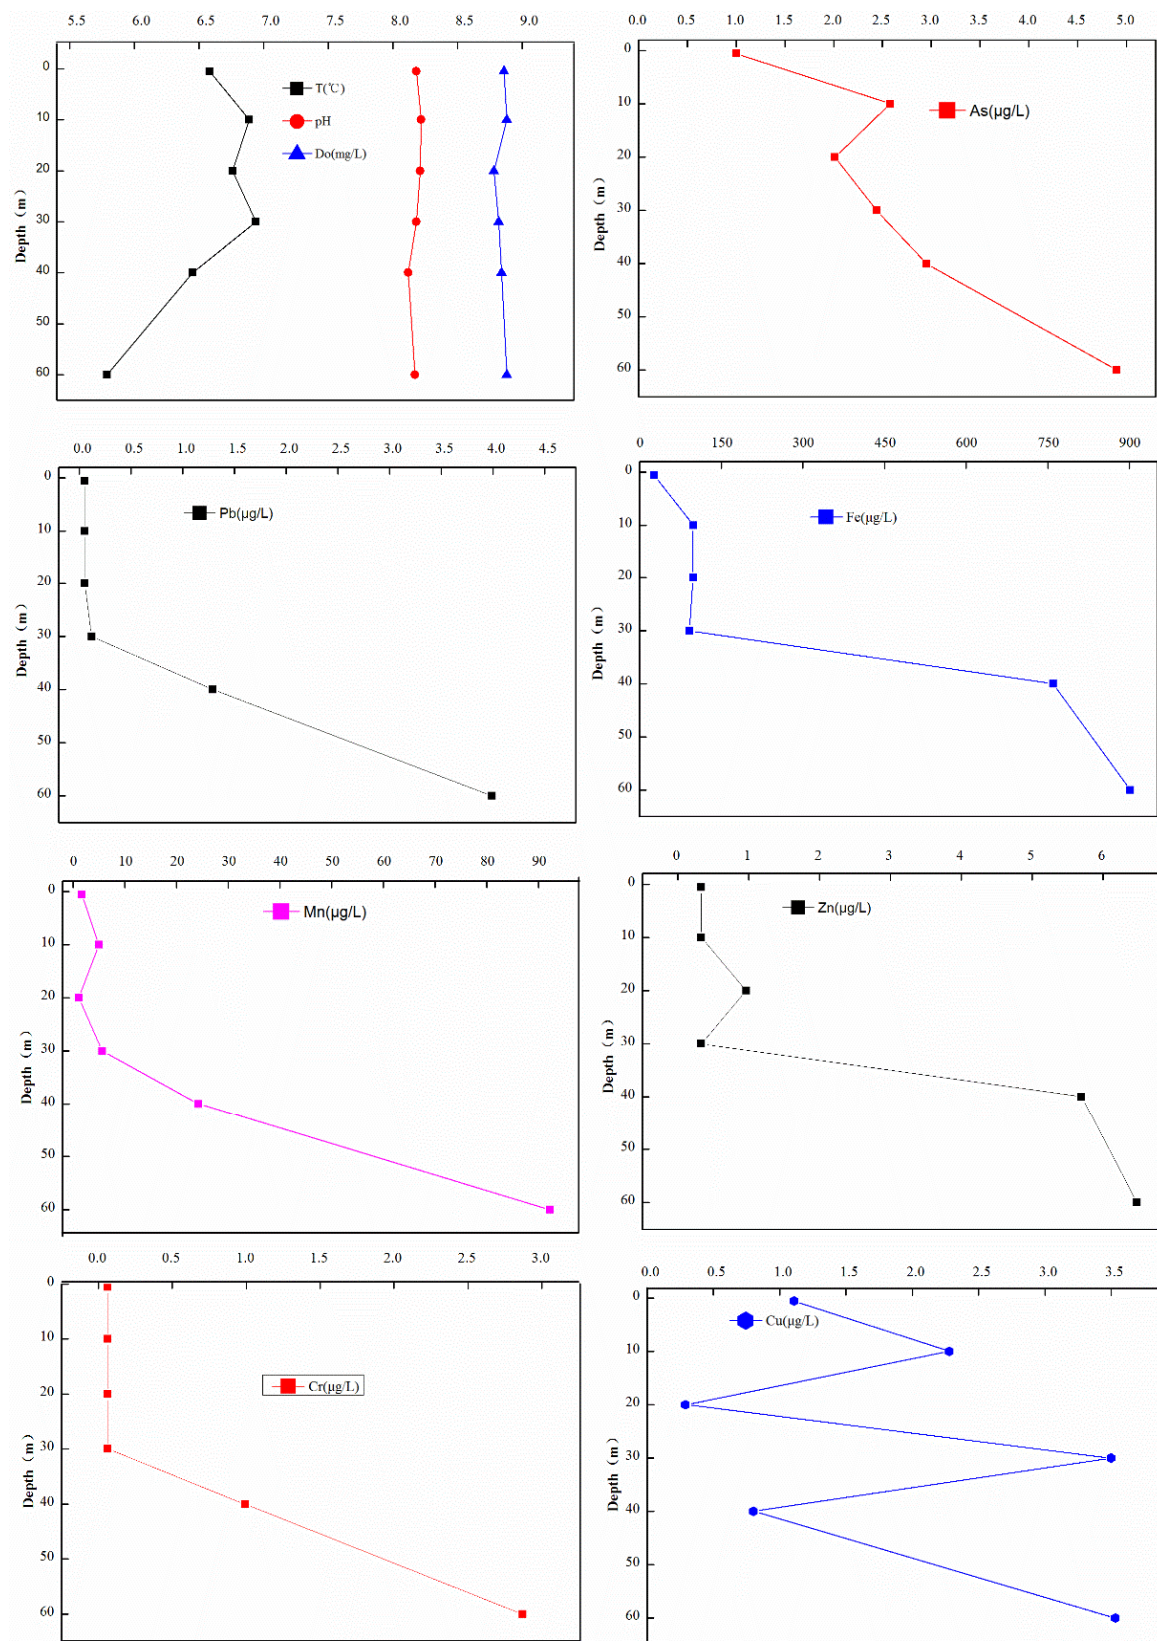 5.5 6.0 6.5 7.0 7.5 8.0 8.5 9.0
0
10
20
30
40
50
60
Depth（m）
T(℃)
pH
Do(mg/L)
0.0 0.5 1.0 1.5 2.0 2.5 3.0 3.5 4.0 4.5 5.0
0
10
20
30
40
50
60
Depth（m）
As(μg/L)
0.0 0.5 1.0 1.5 2.0 2.5 3.0 3.5 4.0 4.5
0
10
20
30
40
50
60
Depth（m）
Pb(μg/L)
0 150 300 450 600 750 900
0
10
20
30
40
50
60
Depth（m）
Fe(μg/L)
0 10 20 30 40 50 60 70 80 90
0
10
20
30
40
50
60
Depth（m）
Mn(μg/L)
0 1 2 3 4 5 6
0
10
20
30
40
50
60
Depth（m）
Zn(μg/L)
0.0 0.5 1.0 1.5 2.0 2.5 3.0
0
10
20
30
40
50
60
Depth（m）
Cr(μg/L)
0.0 0.5 1.0 1.5 2.0 2.5 3.0 3.5
0
10
20
30
40
50
60
Depth（m）
Cu(μg/L)